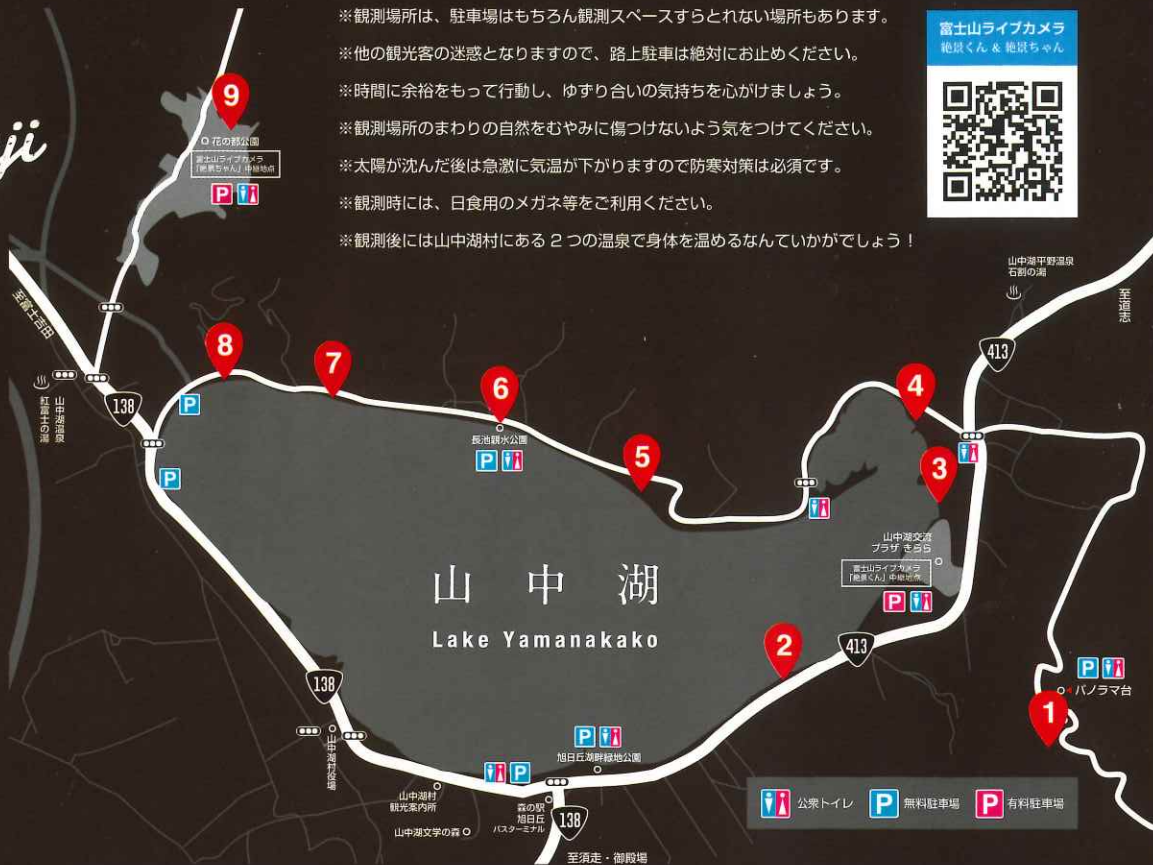 ji
※観測場所は、駐車場はもちろん観測スペースすらとれない場所もあります。
※他の観光客の迷惑となりますので、路上駐車は絶対にお止めください。
※時間に余裕をもって行動し、ゆずり合いの気持ちを心がけましょう。
※観測場所のまわりの自然をむやみに傷つけないよう気をつけてください。
※太陽が沈んだ後は急激に気温が下がりますので防寒対策は必須です。
※観測時には、日食用のメガネ等をご利用ください。
※観測後には山中湖村にある2つの温泉で身体を温めるなんていかがでしょう!
富士山ライブカメラ
絶景くん & 絶景ちゃん
9
花の都公園
富士山ライブカメラ
「絶景ちゃん」中継地点
P
至富士吉田
山中湖温泉
紅富士の湯
138
P
P
8
7
6
長池親水公園
P
5
4
3
413
山中湖平野温泉
石割の湯
至道志
山中湖交流
プラザ きらら
富士山ライブカメラ
「絶景くん」中継地点
P
山中湖
Lake Yamanakako
2
413
P
パノラマ台
1
138
山中湖村役場
P
旭日丘湖畔緑地公園
P
山中湖村
観光案内所
森の駅
旭日丘
バスターミナル
138
山中湖文学の森
至須走・御殿場
公衆トイレ
P 無料駐車場
P 有料駐車場